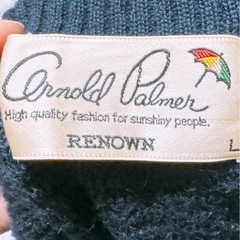 Arnold Palmer
High quality fashion for sunshiny people.
RENOWN
L